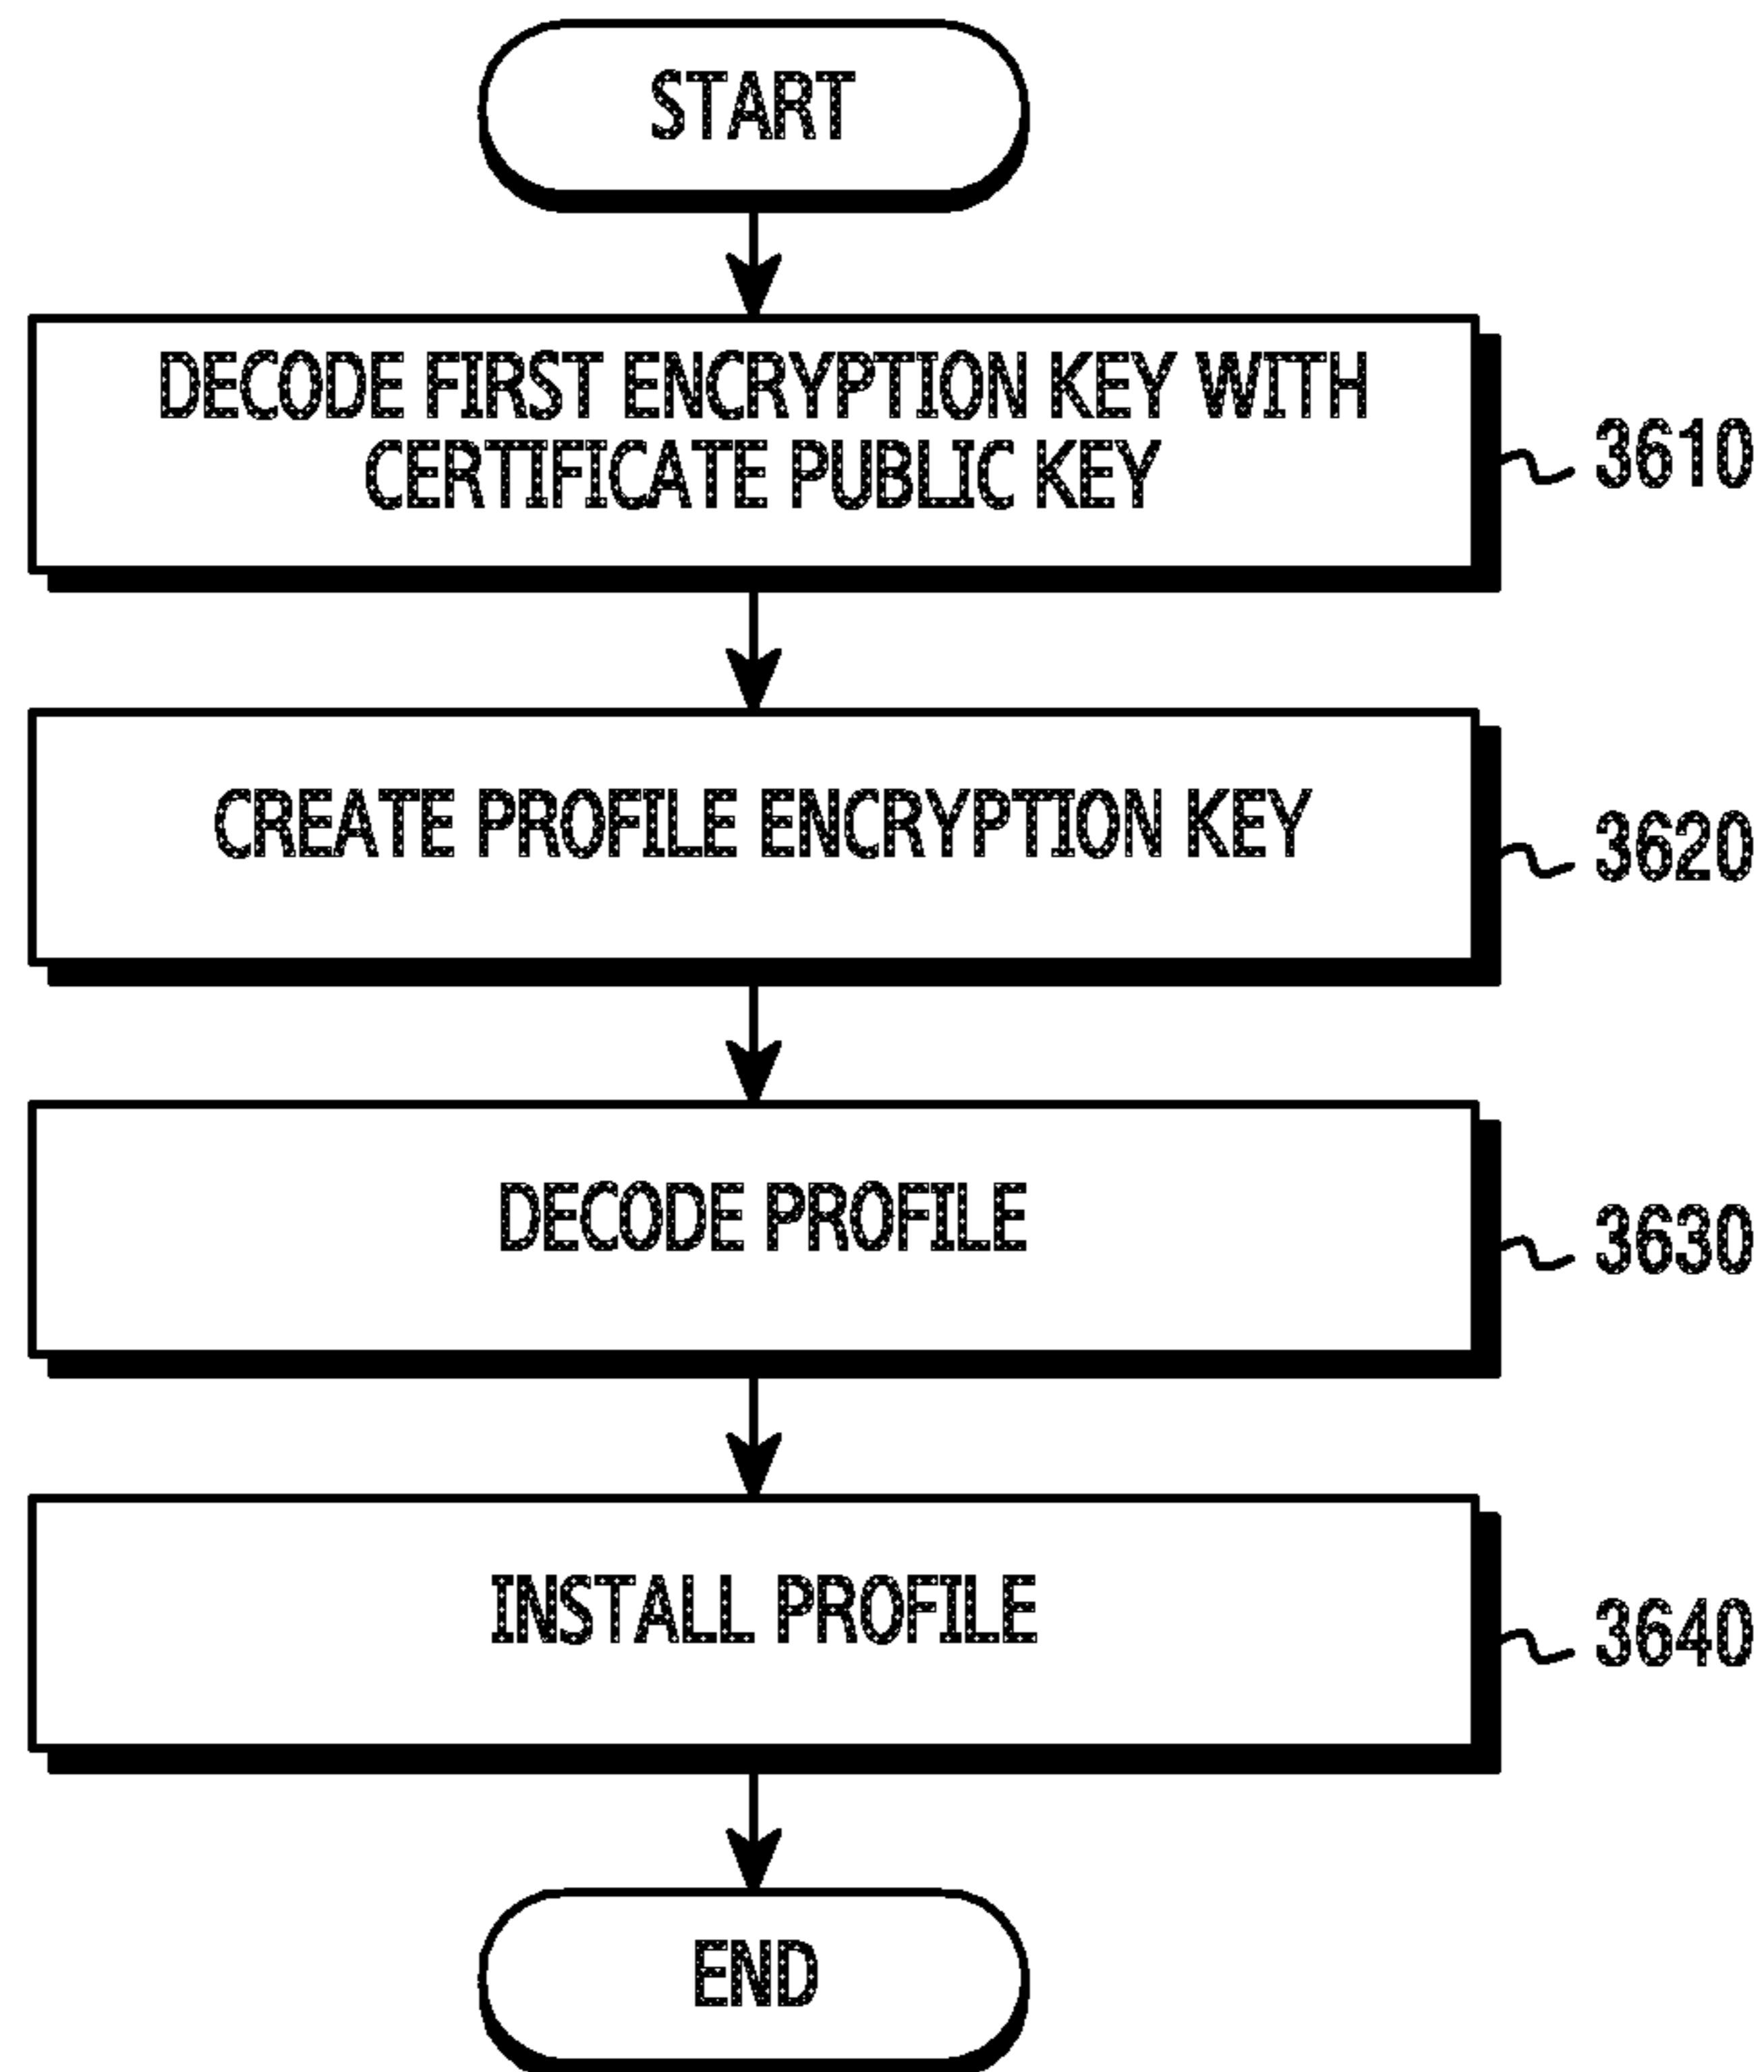 START
DECODE FIRST ENCRYPTION KEY WITH
CERTIFICATE PUBLIC KEY
3610
CREATE PROFILE ENCRYPTION KEY
3620
DECODE PROFILE
3630
INSTALL PROFILE
3640
END